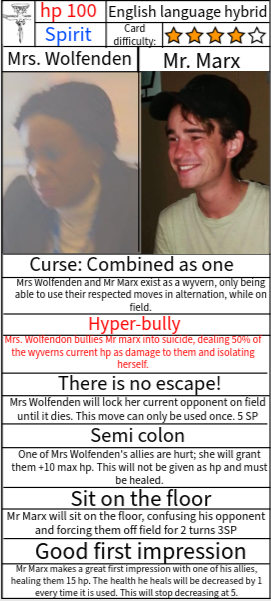 hp 100
English language hybrid
Spirit
Card
difficulty:
Mrs. Wolfenden
Mr. Marx
Curse: Combined as one
Mrs Wolfenden and Mr Marx exist as a wyvern, only being
able to use their respected moves in alternation, while on
field.
Hyper-bully
Mrs. Wolfendon bullies Mr marx into suicide, dealing 50% of
the wyverns current hp as damage to them and isolating
herself.
There is no escape!
Mrs Wolfenden will lock her current opponent on field
until it dies. This move can only be used once. 5 SP
Semi colon
One of Mrs Wolfenden's allies are hurt; she will grant
them +10 max hp. This will not be given as hp and must
be healed.
Sit on the floor
Mr Marx will sit on the floor, confusing his opponent
and forcing them off field for 2 turns 3SP
Good first impression
Mr Marx makes a great first impression with one of his allies,
healing them 15 hp. The health he heals will be decreased by 1
every time it is used. This will stop decreasing at 5.